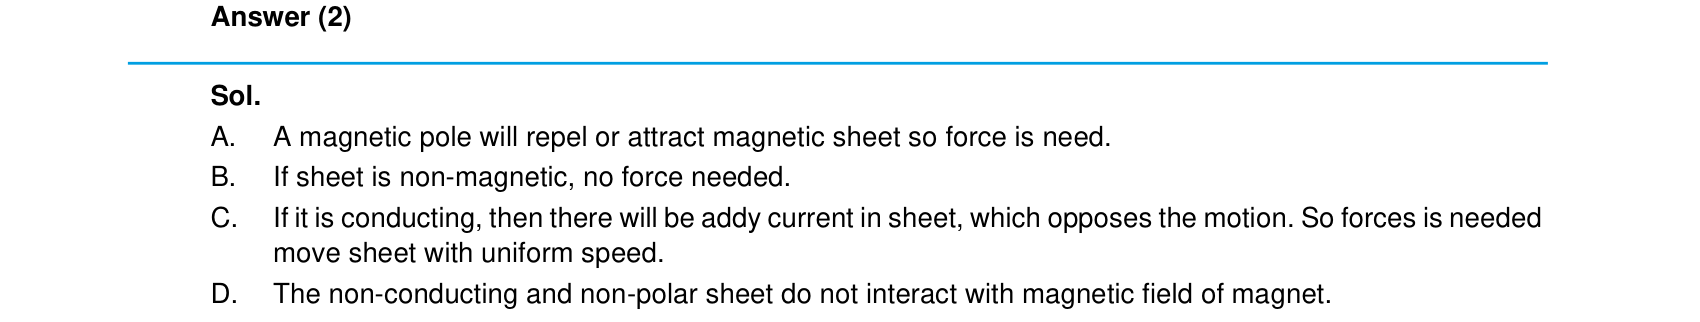 Answer (2)
Sol.
A. A magnetic pole will repel or attract magnetic sheet so force is need.
B. If sheet is non-magnetic, no force needed.
C. If it is conducting, then there will be addy current in sheet, which opposes the motion. So forces is needed
move sheet with uniform speed.
D. The non-conducting and non-polar sheet do not interact with magnetic field of magnet.